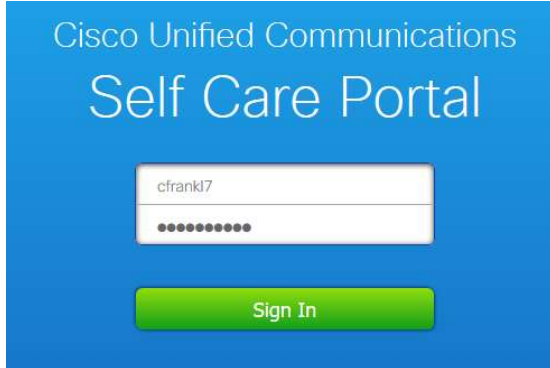 Cisco Unified Communications
Self Care Portal
cfrankl7
●●●●●●●●●●
Sign In